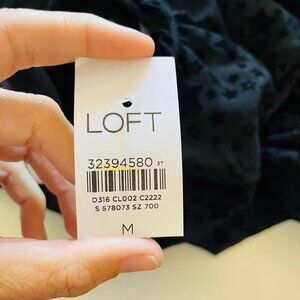 LOFT
32394580 3T
D316 CL002 C2222
S 578073 SZ 700
M